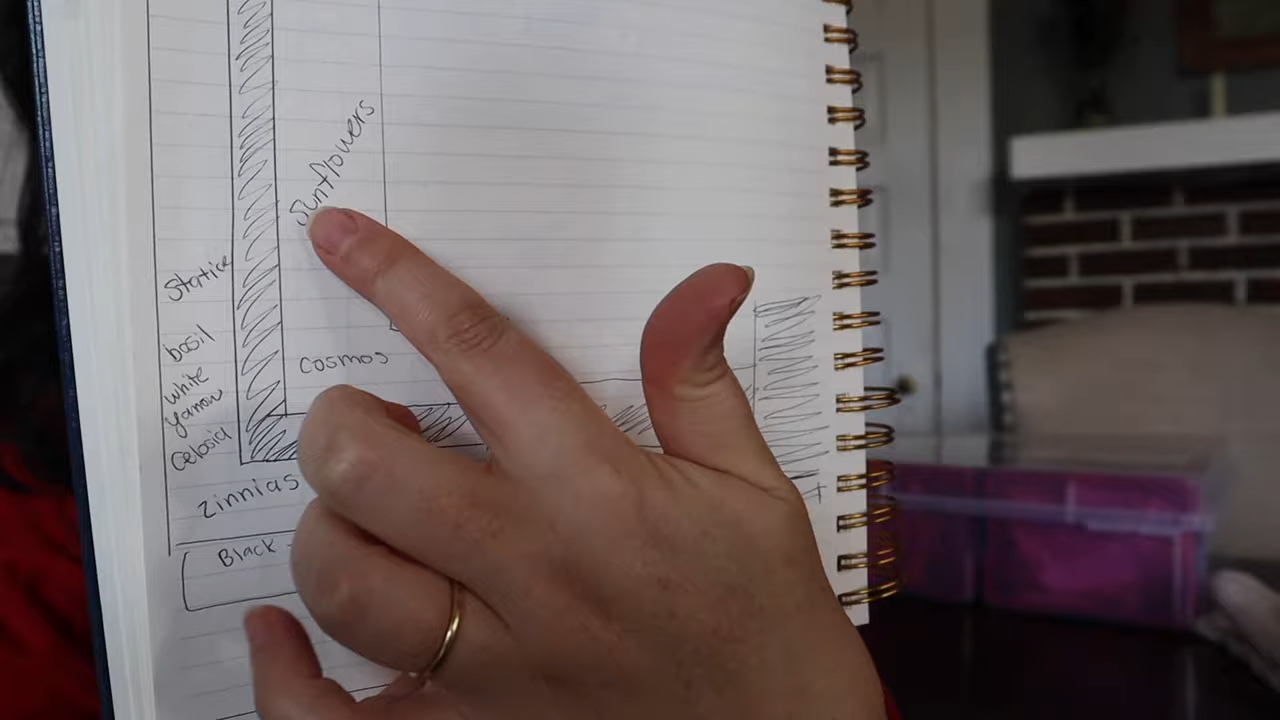 Sunflowers
Statice
basil
white
yarrow
Celosia
cosmos
Zinnias
Black